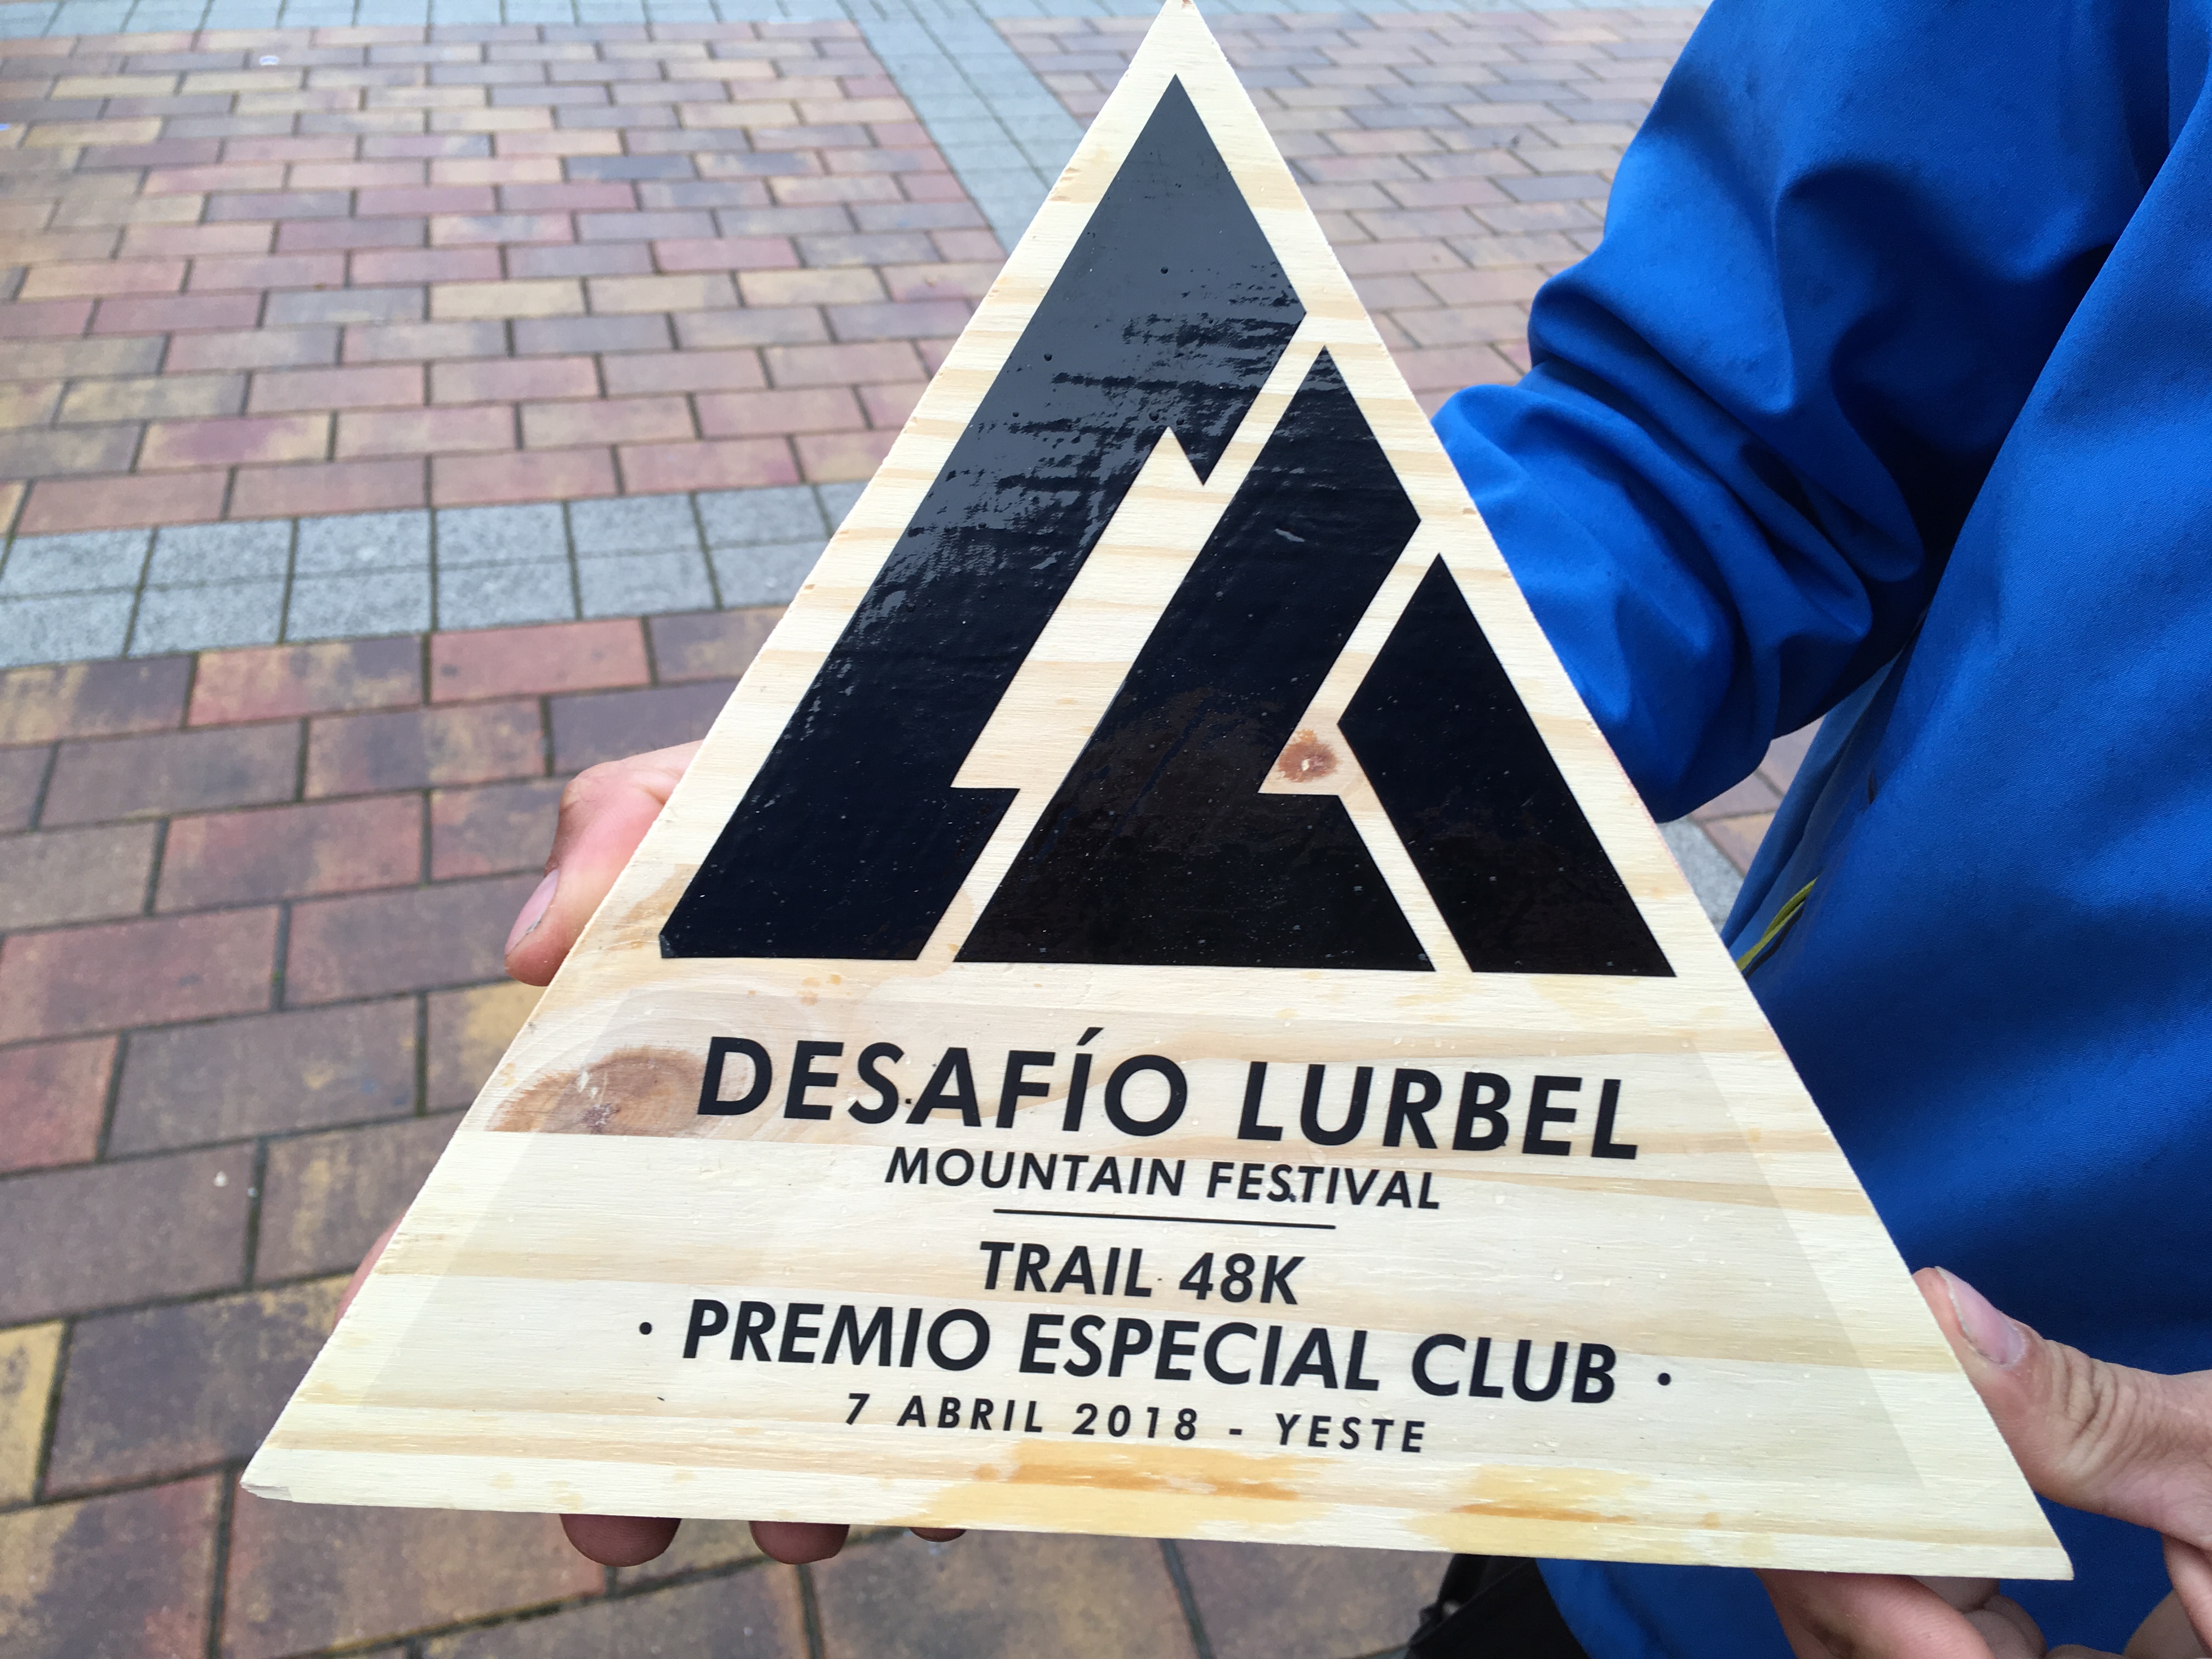 DESAFÍO LURBEL
MOUNTAIN FESTIVAL
TRAIL 48K
· PREMIO ESPECIAL CLUB ·
7 ABRIL 2018 - YESTE